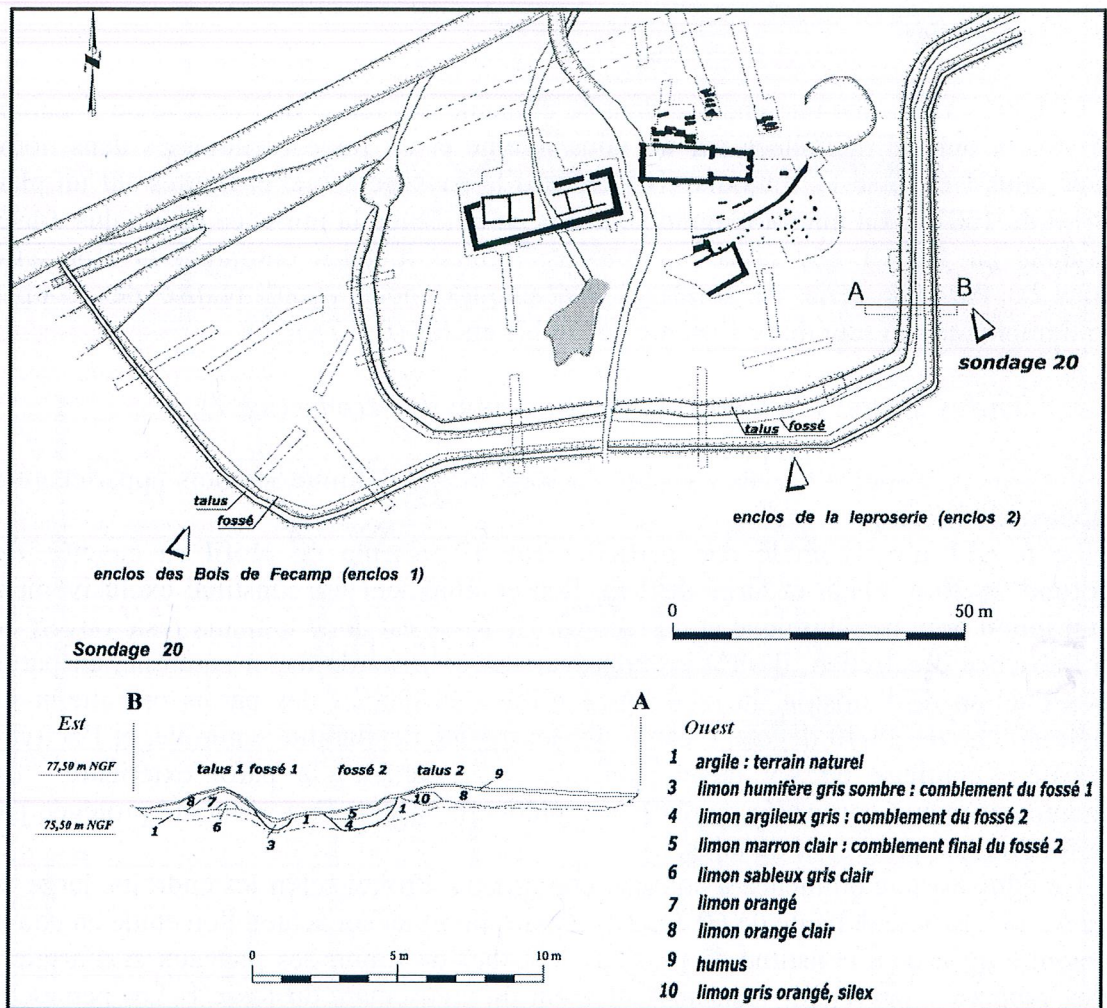 N
A
B
sondage 20
talus fossé
talus
fossé
enclos de la leproserie (enclos 2)
enclos des Bois de Fecamp (enclos 1)
0 50 m
Sondage 20
B A
Est Ouest
77,50 m NGF
talus 1 fossé 1 fossé 2 talus 2 9
8 7 10 8
75,50 m NGF
1 6 1 5 1
4
3
1 argile : terrain naturel
3 limon humifère gris sombre : comblement du fossé 1
4 limon argileux gris : comblement du fossé 2
5 limon marron clair : comblement final du fossé 2
6 limon sableux gris clair
7 limon orangé
8 limon orangé clair
9 humus
10 limon gris orangé, silex
0 5 m 10 m